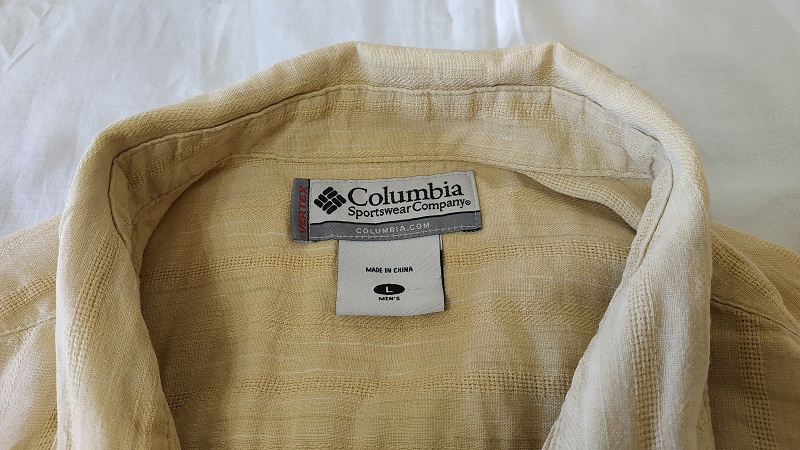 VERTEX
Columbia
Sportswear Company®
COLUMBIA.COM
MADE IN CHINA
L
MEN'S